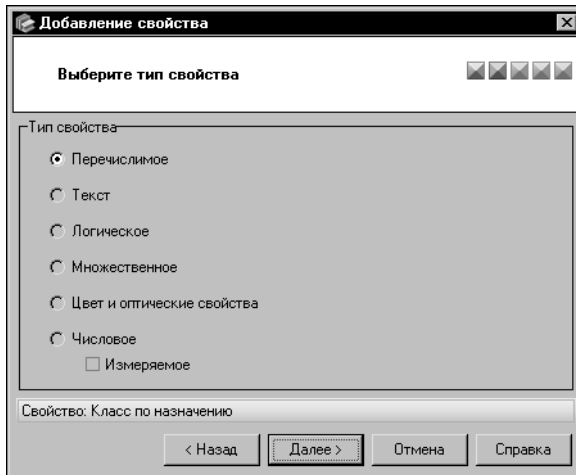 Добавление свойства
Выберите тип свойства
Тип свойства
Перечислимое
Текст
Логическое
Множественное
Цвет и оптические свойства
Числовое
Измеряемое
Свойство: Класс по назначению
< Назад Далее > Отмена Справка